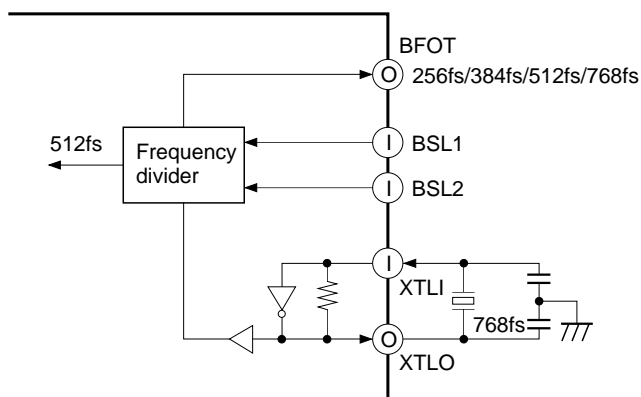 BFOT
O
256fs/384fs/512fs/768fs
512fs
Frequency
divider
I
BSL1
I
BSL2
I
XTLI
768fs
O
XTLO